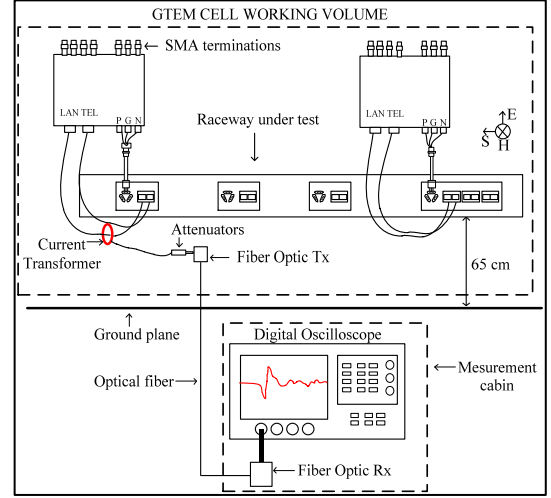 GTEM CELL WORKING VOLUME
SMA terminations
LAN TEL
P G N
LAN TEL
P G N
Raceway under test
E
S
H
Attenuators
Current
Transformer
Fiber Optic Tx
65 cm
Ground plane
Digital Oscilloscope
Optical fiber
Mesurement
cabin
Fiber Optic Rx